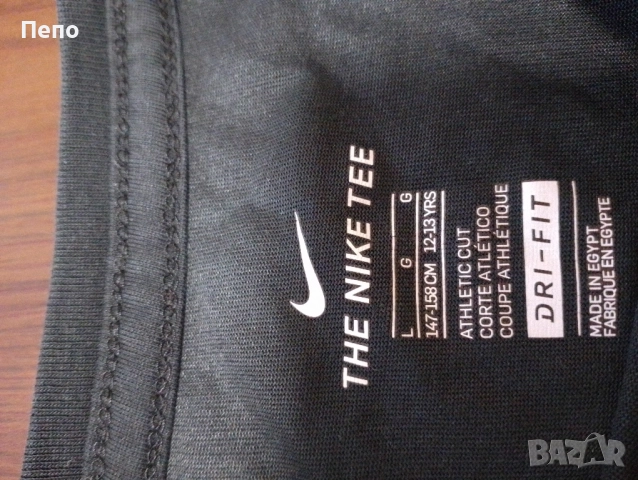 Пепо
THE NIKE TEE
L G G
147-158 CM 12-13 YRS
ATHLETIC CUT
CORTE ATLÉTICO
COUPE ATHLÉTIQUE
DRI-FIT
MADE IN EGYPT
FABRIQUE EN EGYPTE
BAZAR